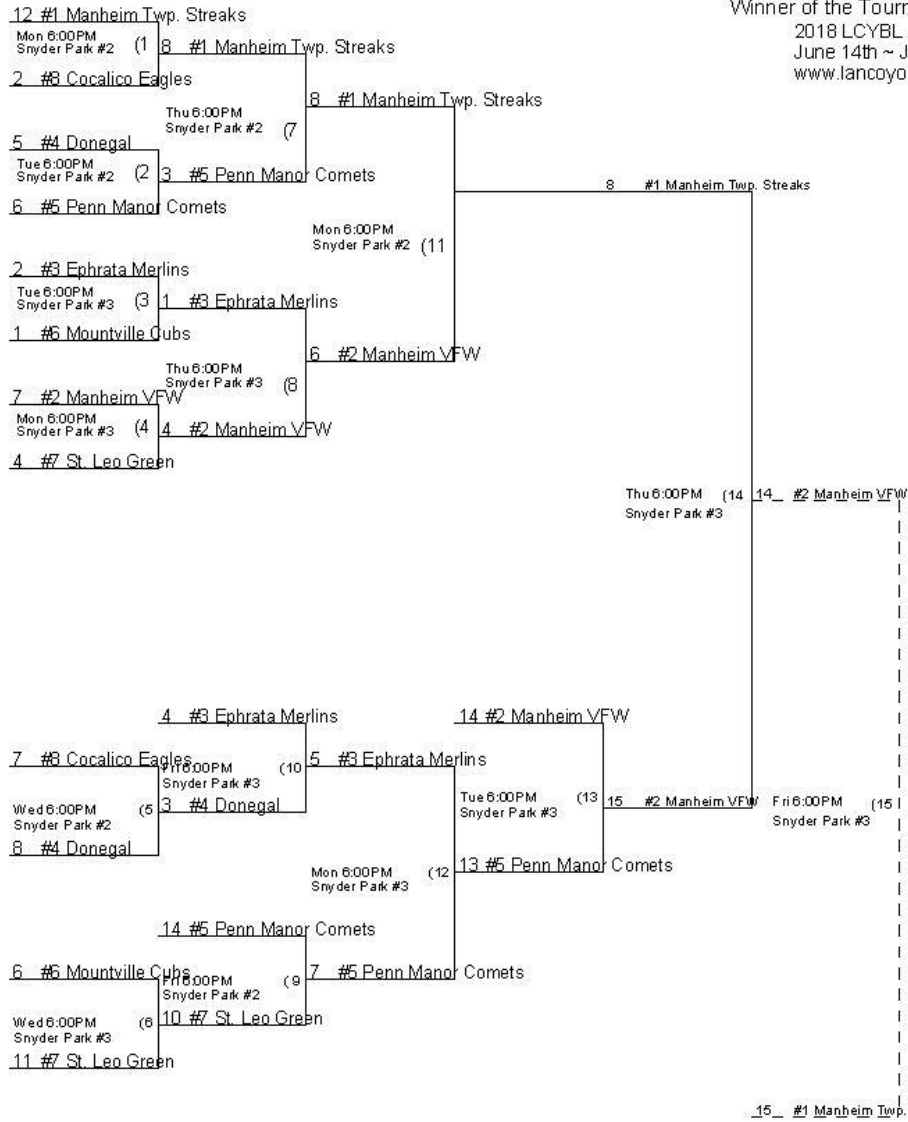 Winner of the Tourn
2018 LCYBL
June 14th ~ J
www.lancoyo
12 #1 Manheim Twp. Streaks
Mon 6:00PM
Snyder Park #2 (1
8 #1 Manheim Twp. Streaks
2 #8 Cocalico Eagles
8 #1 Manheim Twp. Streaks
Thu 6:00PM
Snyder Park #2 (7
5 #4 Donegal
Tue 6:00PM
Snyder Park #2 (2
3 #5 Penn Manor Comets
6 #5 Penn Manor Comets
8 #1 Manheim Twp. Streaks
Mon 6:00PM
Snyder Park #2 (11
2 #3 Ephrata Merlins
Tue 6:00PM
Snyder Park #3 (3
1 #3 Ephrata Merlins
1 #6 Mountville Cubs
6 #2 Manheim VFW
Thu 6:00PM
Snyder Park #3 (8
7 #2 Manheim VFW
Mon 6:00PM
Snyder Park #3 (4
4 #2 Manheim VFW
4 #7 St. Leo Green
Thu 6:00PM (14
Snyder Park #3
14 #2 Manheim VFW
4 #3 Ephrata Merlins
14 #2 Manheim VFW
7 #8 Cocalico Eagles
Fri 6:00PM (10
Snyder Park #3
5 #3 Ephrata Merlins
Wed 6:00PM (5
Snyder Park #2
3 #4 Donegal
8 #4 Donegal
Tue 6:00PM (13
Snyder Park #3
15 #2 Manheim VFW
Fri 6:00PM (15
Snyder Park #3
Mon 6:00PM (12
Snyder Park #3
13 #5 Penn Manor Comets
14 #5 Penn Manor Comets
6 #6 Mountville Cubs
Fri 6:00PM (9
Snyder Park #2
7 #5 Penn Manor Comets
Wed 6:00PM (6
Snyder Park #3
10 #7 St. Leo Green
11 #7 St. Leo Green
15 #1 Manheim Twp.